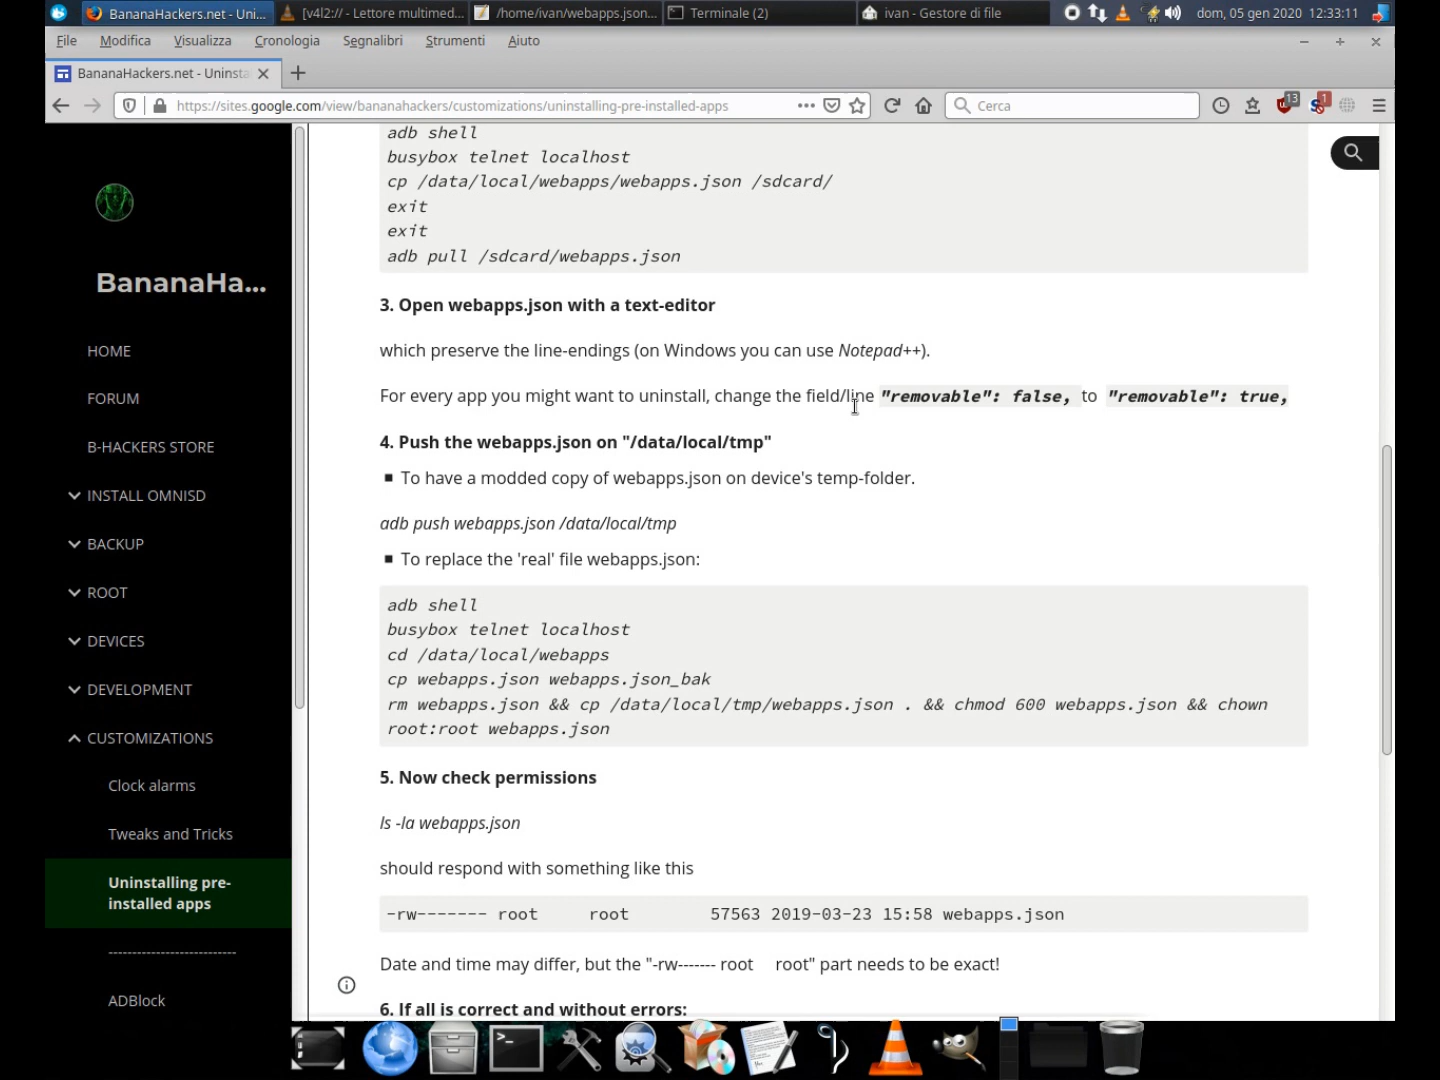 BananaHackers.net - Uni...
[v4l2:// - Lettore multimed...
/home/ivan/webapps.json...
Terminale (2)
ivan - Gestore di file
dom, 05 gen 2020 12:33:11
File Modifica Visualizza Cronologia Segnalibri Strumenti Aiuto
BananaHackers.net - Uninsta
https://sites.google.com/view/bananahackers/customizations/uninstalling-pre-installed-apps
Cerca
13
1
BananaHa...
HOME
FORUM
B-HACKERS STORE
INSTALL OMNISD
BACKUP
ROOT
DEVICES
DEVELOPMENT
CUSTOMIZATIONS
Clock alarms
Tweaks and Tricks
Uninstalling pre-
installed apps
---------------------------
ADBlock
adb shell
busybox telnet localhost
cp /data/local/webapps/webapps.json /sdcard/
exit
exit
adb pull /sdcard/webapps.json
3. Open webapps.json with a text-editor
which preserve the line-endings (on Windows you can use Notepad++).
For every app you might want to uninstall, change the field/line "removable": false, to "removable": true,
4. Push the webapps.json on "/data/local/tmp"
■ To have a modded copy of webapps.json on device's temp-folder.
adb push webapps.json /data/local/tmp
■ To replace the 'real' file webapps.json:
adb shell
busybox telnet localhost
cd /data/local/webapps
cp webapps.json webapps.json_bak
rm webapps.json && cp /data/local/tmp/webapps.json . && chmod 600 webapps.json && chown
root:root webapps.json
5. Now check permissions
ls -la webapps.json
should respond with something like this
-rw------- root root 57563 2019-03-23 15:58 webapps.json
Date and time may differ, but the "-rw------- root root" part needs to be exact!
6. If all is correct and without errors: